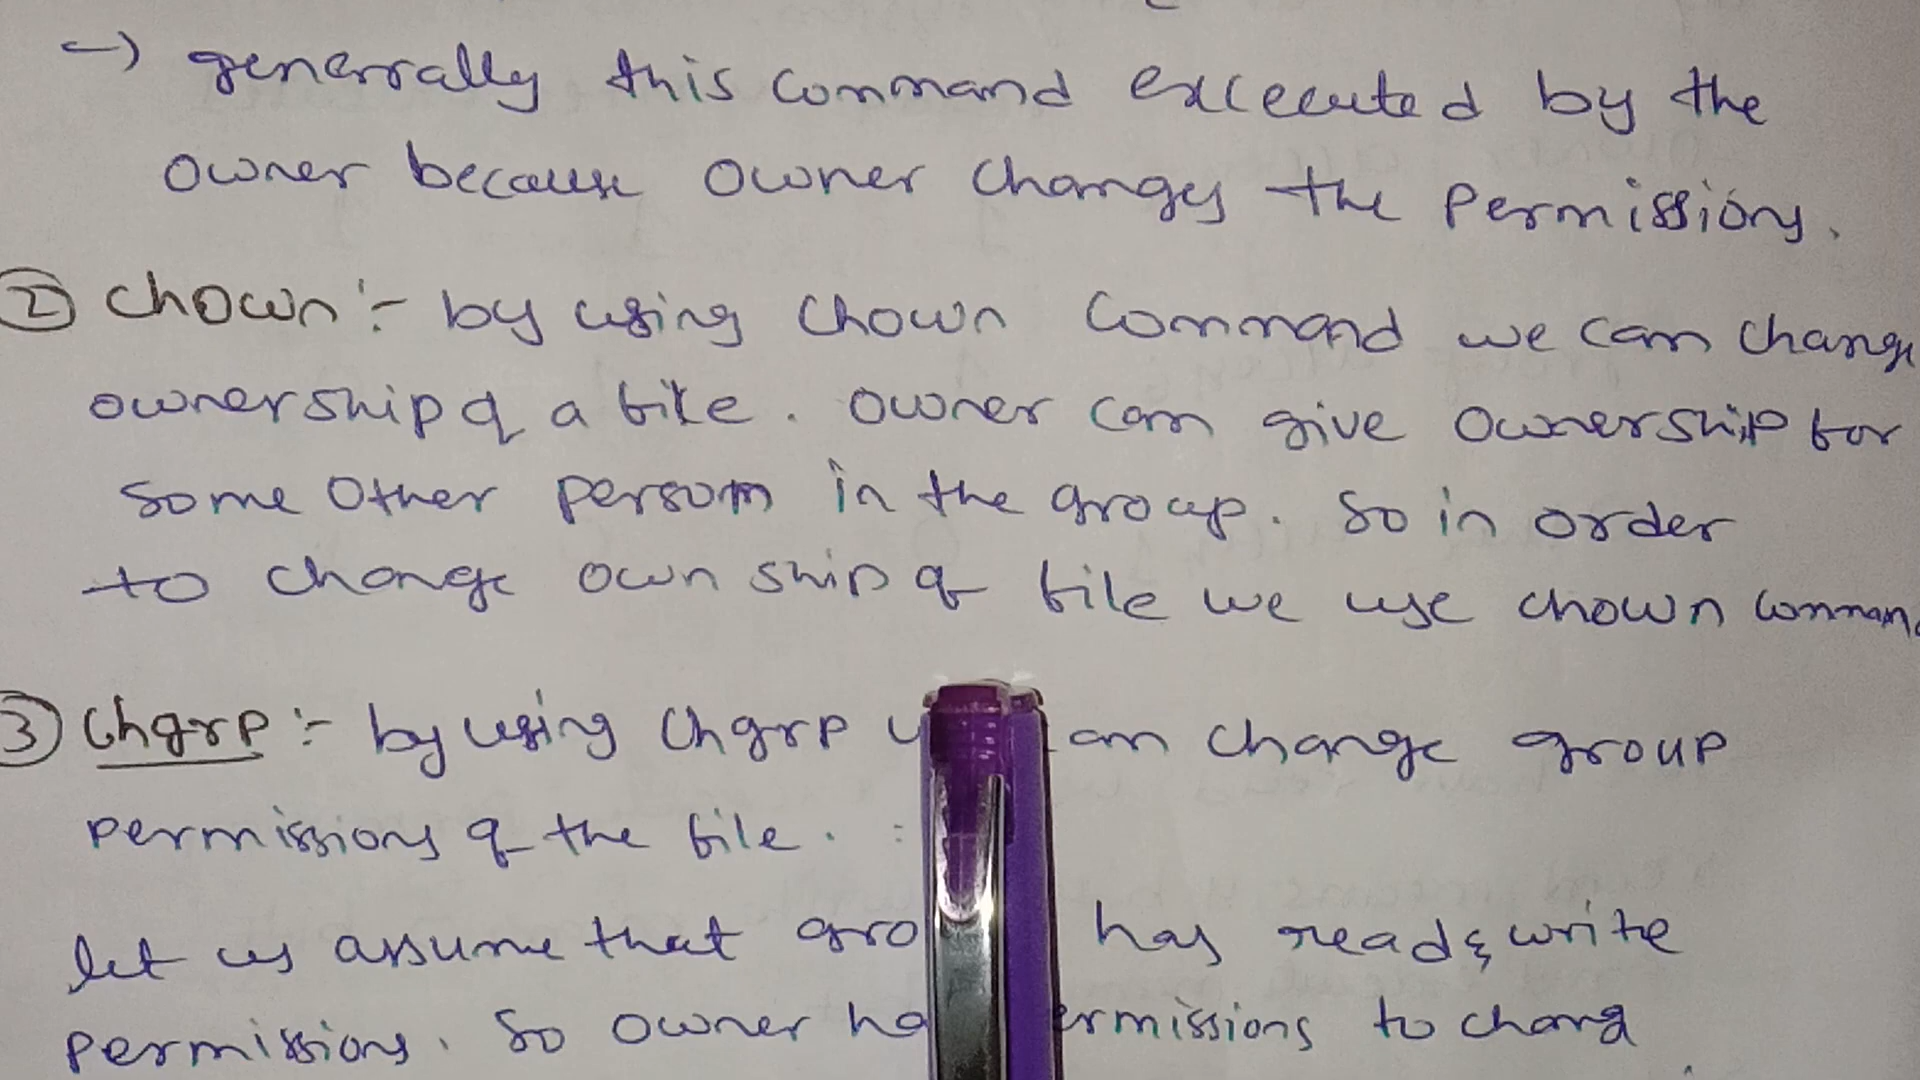 → generally this command excecuted by the
owner because owner changes the permissions.
② chown :- by using chown command we can change
ownership of a file. owner can give ownership for
some other person in the group. So in order
to change ownship of file we use chown comman
③ chgrp :- by using chgrp can change group
permissions of the file.
let us assume that gro has read & write
permissions. So owner ha ermissions to chang